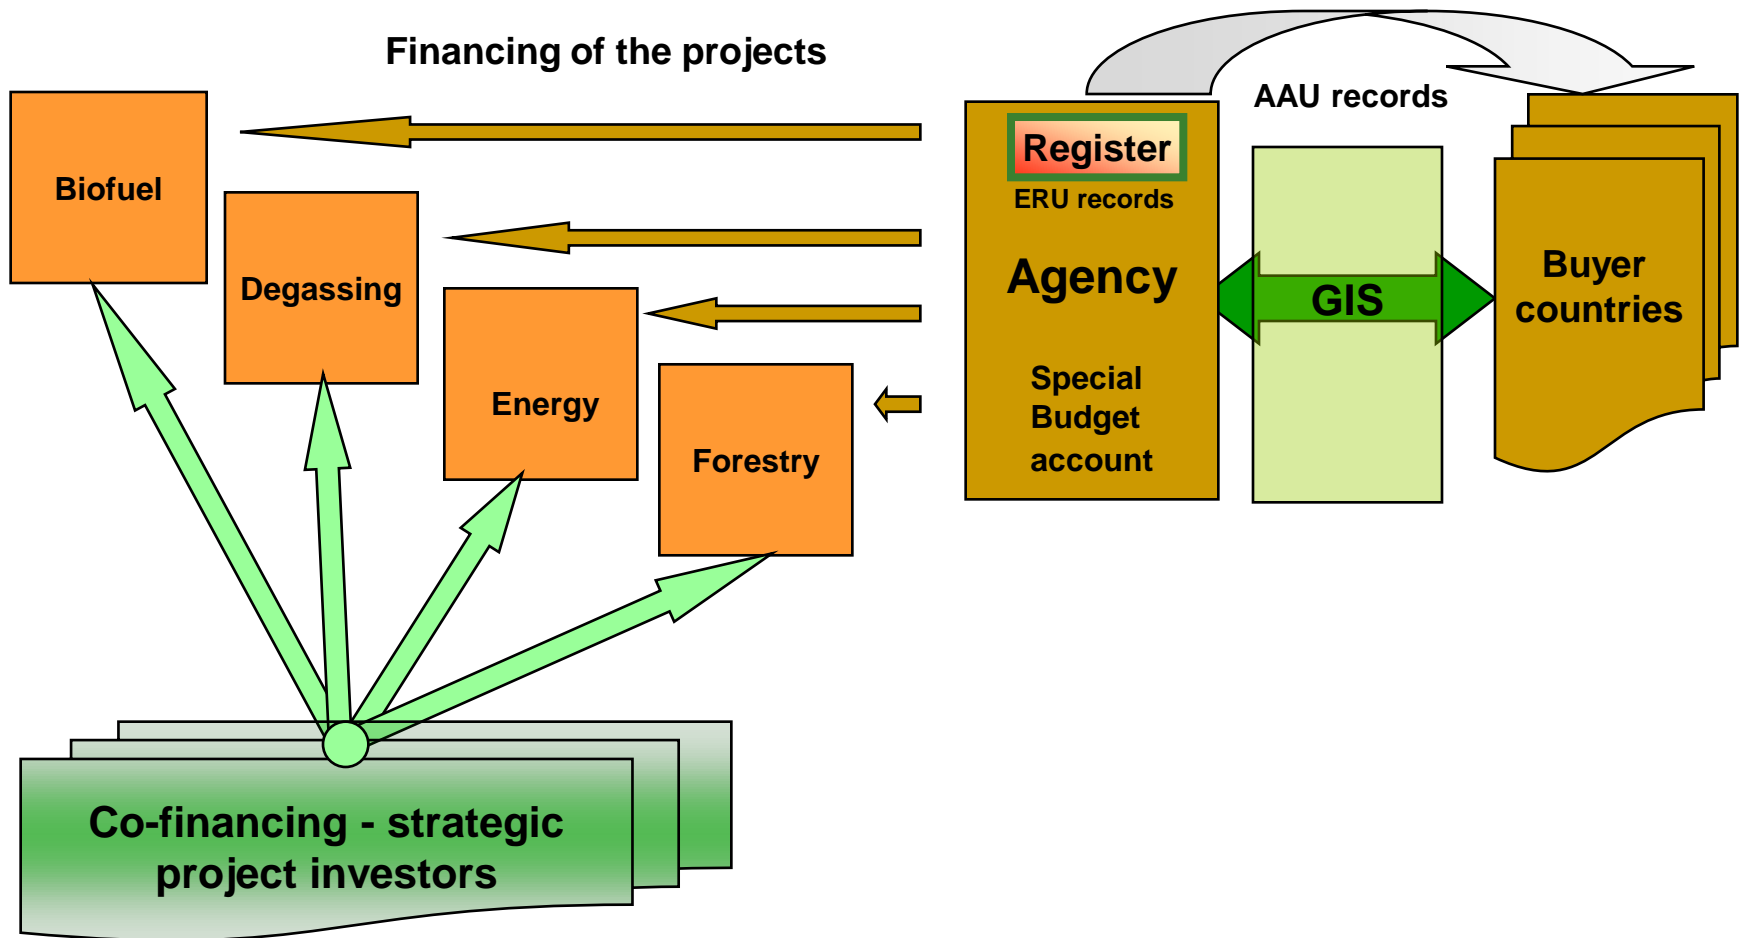 Financing of the projects
AAU records
Register
ERU records
Biofuel
Degassing
Energy
Forestry
Agency
Special
Budget
account
GIS
Buyer
countries
Co-financing - strategic
project investors